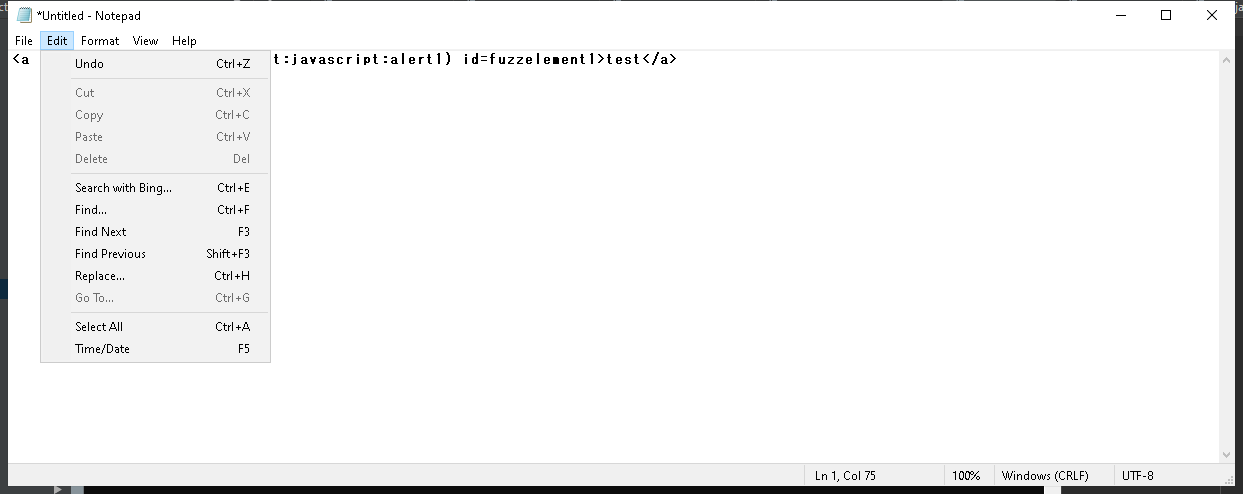 *Untitled - Notepad
File Edit Format View Help
<a t:javascript:alert1) id=fuzzelement1>test</a>
Undo Ctrl+Z
Cut Ctrl+X
Copy Ctrl+C
Paste Ctrl+V
Delete Del
Search with Bing... Ctrl+E
Find... Ctrl+F
Find Next F3
Find Previous Shift+F3
Replace... Ctrl+H
Go To... Ctrl+G
Select All Ctrl+A
Time/Date F5
Ln 1, Col 75 100% Windows (CRLF) UTF-8